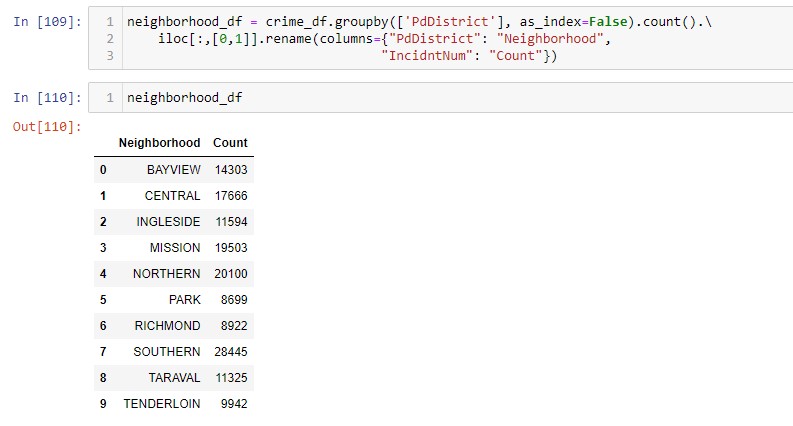 In [109]: 1 neighborhood_df = crime_df.groupby(['PdDistrict'], as_index=False).count().\
2 iloc[:,[0,1]].rename(columns={"PdDistrict": "Neighborhood",
3 "IncidntNum": "Count"})
In [110]: 1 neighborhood_df
Out[110]:
Neighborhood Count
0 BAYVIEW 14303
1 CENTRAL 17666
2 INGLESIDE 11594
3 MISSION 19503
4 NORTHERN 20100
5 PARK 8699
6 RICHMOND 8922
7 SOUTHERN 28445
8 TARAVAL 11325
9 TENDERLOIN 9942